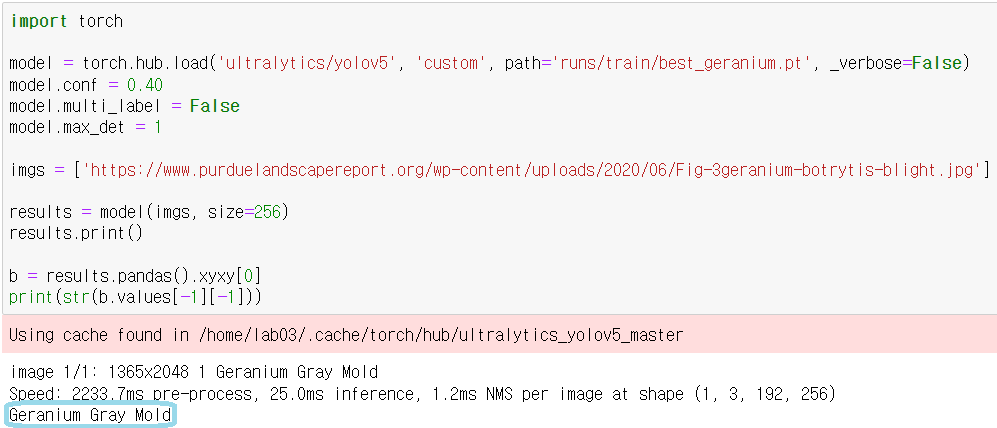 import torch
model = torch.hub.load('ultralytics/yolov5', 'custom', path='runs/train/best_geranium.pt', _verbose=False)
model.conf = 0.40
model.multi_label = False
model.max_det = 1
imgs = ['https://www.purduelandscapereport.org/wp-content/uploads/2020/06/Fig-3geranium-botrytis-blight.jpg']
results = model(imgs, size=256)
results.print()
b = results.pandas().xyxy[0]
print(str(b.values[-1][-1]))
Using cache found in /home/lab03/.cache/torch/hub/ultralytics_yolov5_master
image 1/1: 1365x2048 1 Geranium Gray Mold
Speed: 2233.7ms pre-process, 25.0ms inference, 1.2ms NMS per image at shape (1, 3, 192, 256)
Geranium Gray Mold